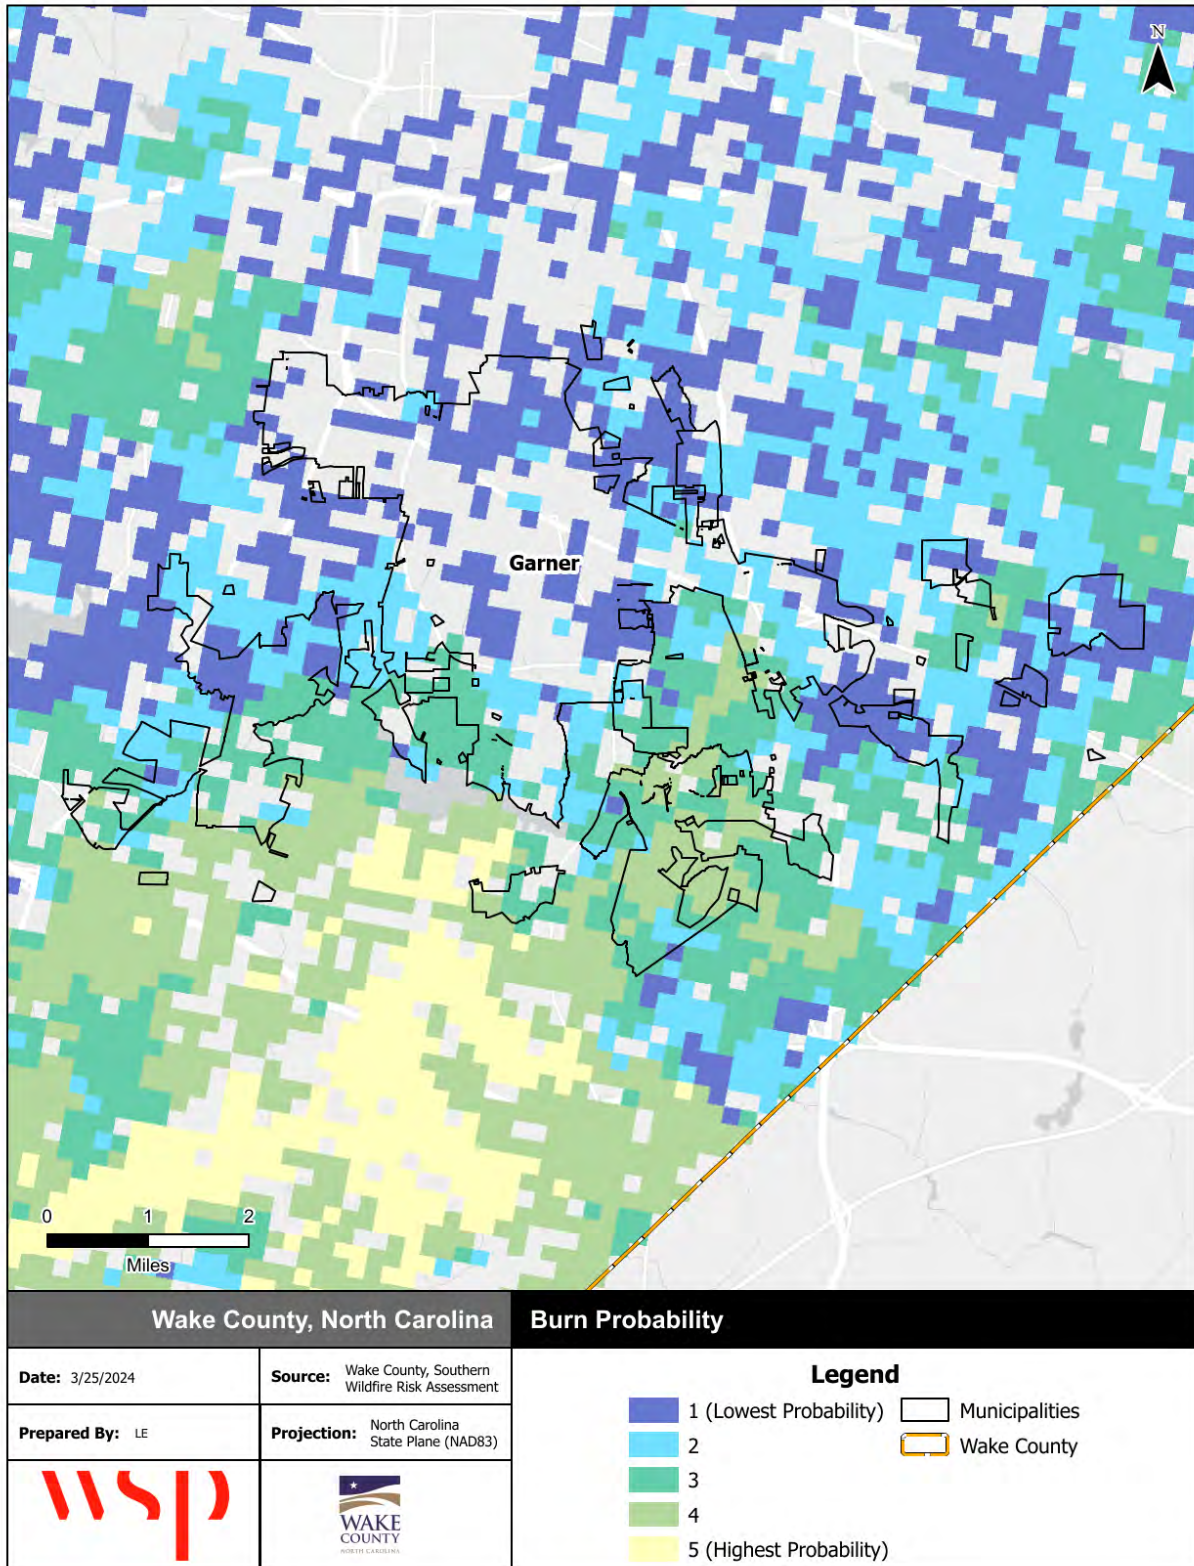 N
Garner
0 1 2
Miles
Wake County, North Carolina
Burn Probability
Date: 3/25/2024
Source: Wake County, Southern
Wildfire Risk Assessment
Prepared By: LE
Projection: North Carolina
State Plane (NAD83)
wsp
WAKE
COUNTY
NORTH CAROLINA
Legend
1 (Lowest Probability)
2
3
4
5 (Highest Probability)
Municipalities
Wake County